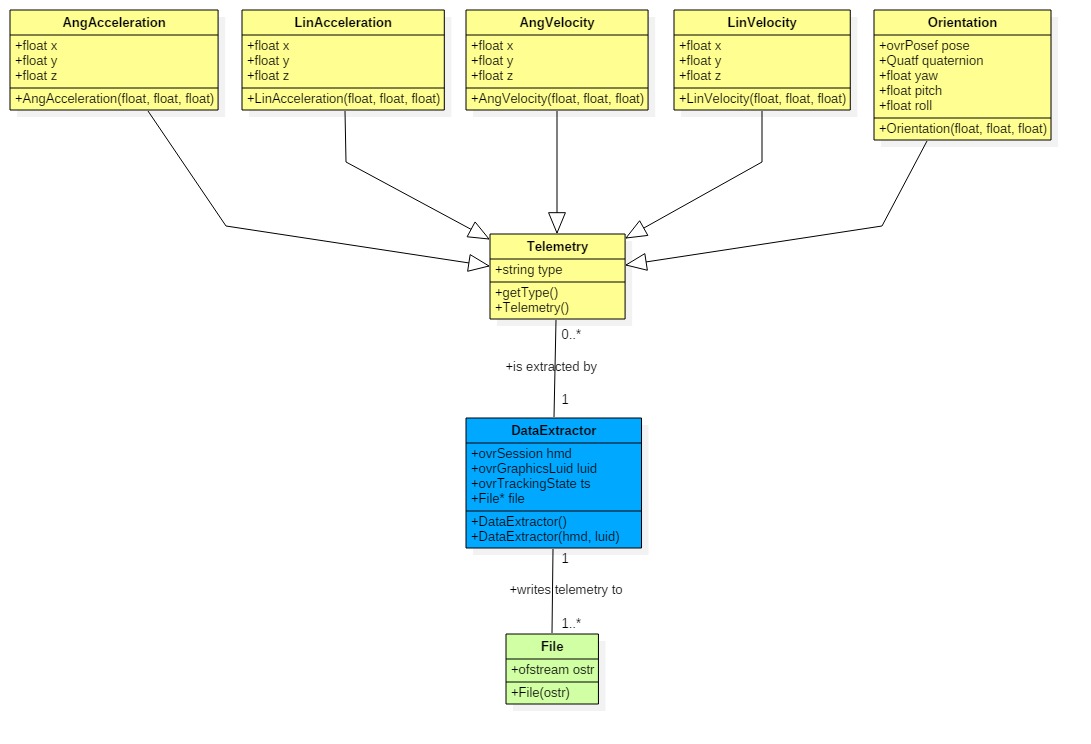 AngAcceleration
+float x
+float y
+float z
+AngAcceleration(float, float, float)
LinAcceleration
+float x
+float y
+float z
+LinAcceleration(float, float, float)
AngVelocity
+float x
+float y
+float z
+AngVelocity(float, float, float)
LinVelocity
+float x
+float y
+float z
+LinVelocity(float, float, float)
Orientation
+ovrPosef pose
+Quatf quaternion
+float yaw
+float pitch
+float roll
+Orientation(float, float, float)
Telemetry
+string type
+getType()
+Telemetry()
0..*
+is extracted by
1
DataExtractor
+ovrSession hmd
+ovrGraphicsLuid luid
+ovrTrackingState ts
+File* file
+DataExtractor()
+DataExtractor(hmd, luid)
1
+writes telemetry to
1..*
File
+ofstream ostr
+File(ostr)